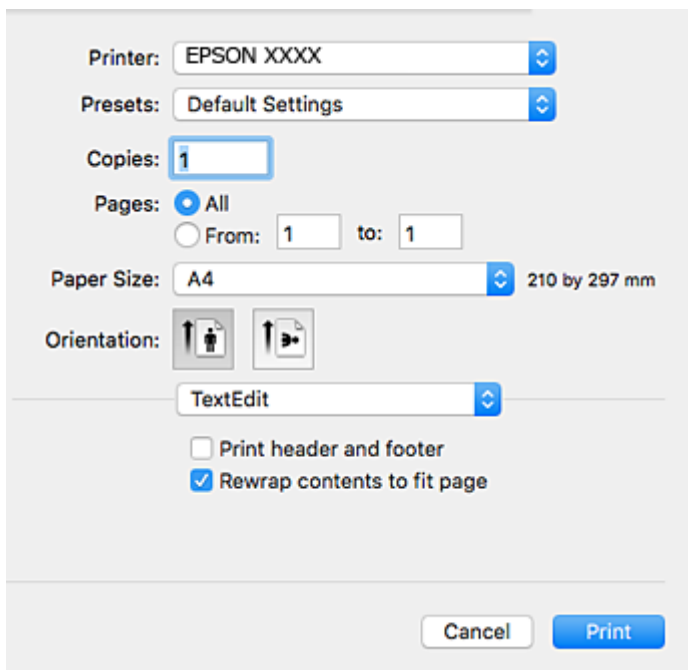 Printer: EPSON XXXX
Presets: Default Settings
Copies: 1
Pages: All
From: 1 to: 1
Paper Size: A4 210 by 297 mm
Orientation:
TextEdit
Print header and footer
Rewrap contents to fit page
Cancel Print